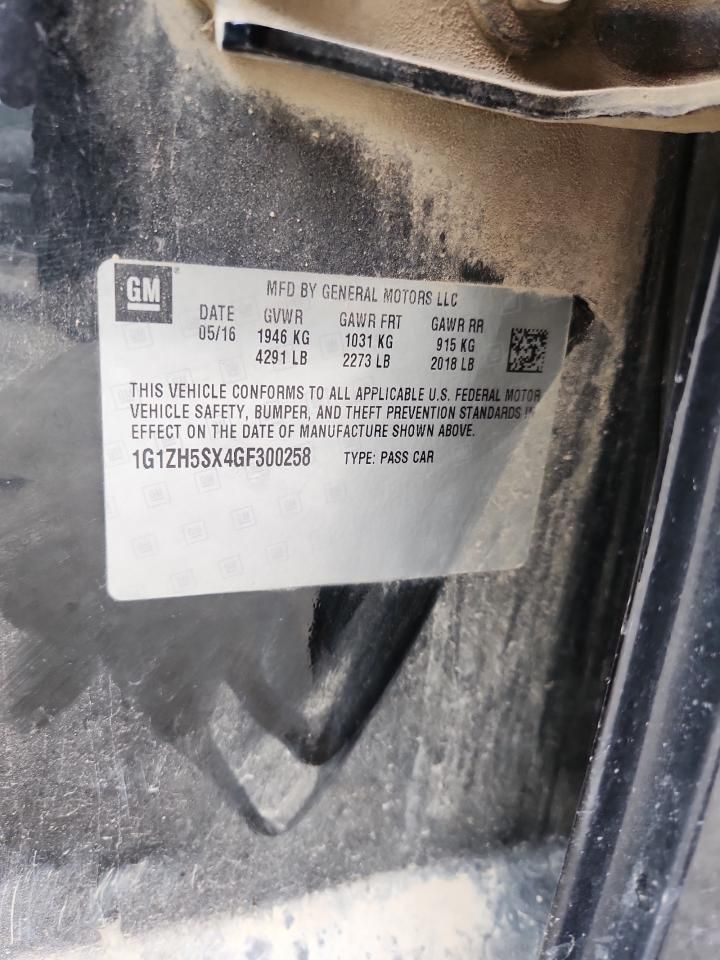 GM
MFD BY GENERAL MOTORS LLC
DATE GVWR GAWR FRT GAWR RR
05/16 1946 KG 1031 KG 915 KG
4291 LB 2273 LB 2018 LB
THIS VEHICLE CONFORMS TO ALL APPLICABLE U.S. FEDERAL MOTOR
VEHICLE SAFETY, BUMPER, AND THEFT PREVENTION STANDARDS IN
EFFECT ON THE DATE OF MANUFACTURE SHOWN ABOVE.
1G1ZH5SX4GF300258 TYPE: PASS CAR